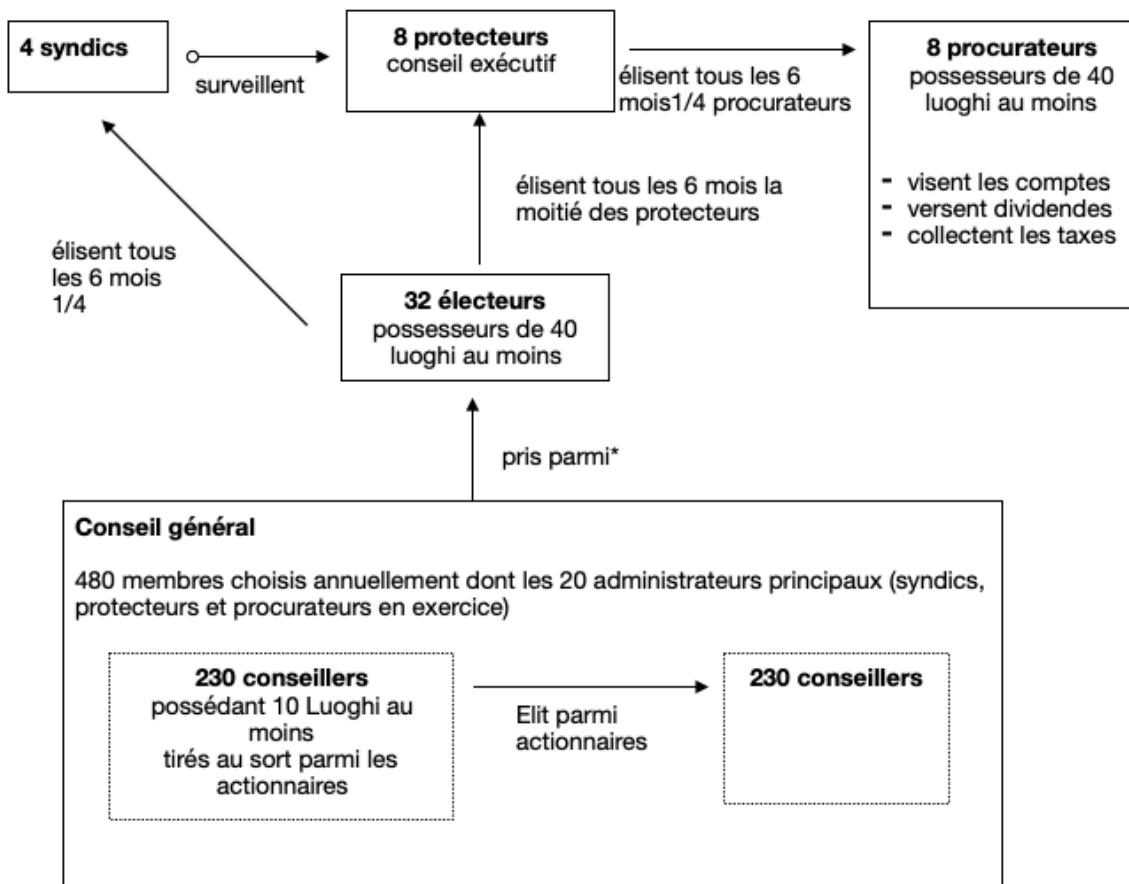 4 syndics
surveillent
8 protecteurs
conseil exécutif
élisent tous les 6
mois1/4 procurateurs
8 procurateurs
possesseurs de 40
luoghi au moins
- visent les comptes
- versent dividendes
- collectent les taxes
élisent tous les 6 mois la
moitié des protecteurs
élisent tous
les 6 mois
1/4
32 électeurs
possesseurs de 40
luoghi au moins
pris parmi*
Conseil général
480 membres choisis annuellement dont les 20 administrateurs principaux (syndics,
protecteurs et procurateurs en exercice)
230 conseillers
possédant 10 Luoghi au
moins
tirés au sort parmi les
actionnaires
Elit parmi
actionnaires
230 conseillers